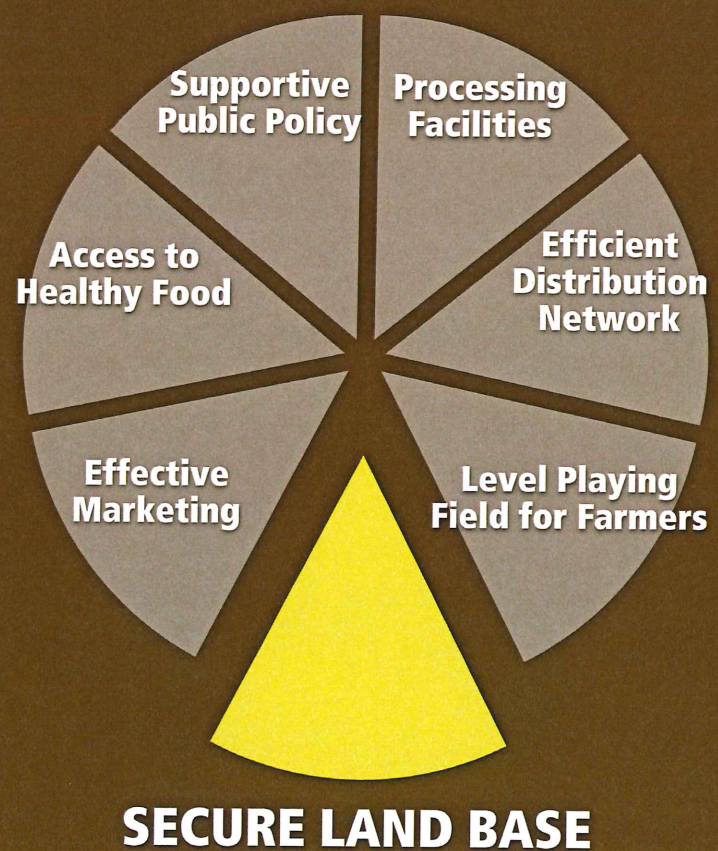 Supportive
Public Policy
Processing
Facilities
Access to
Healthy Food
Efficient
Distribution
Network
Effective
Marketing
Level Playing
Field for Farmers
SECURE LAND BASE